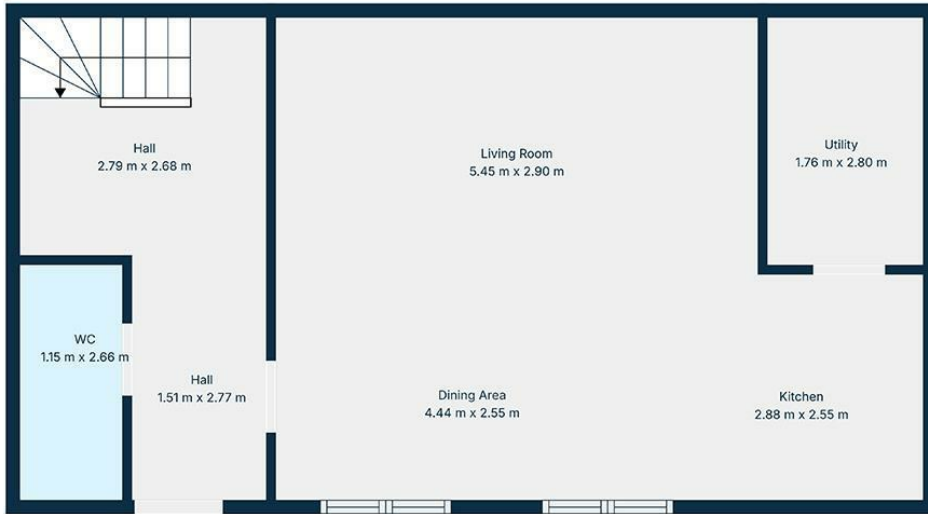 Hall
2.79 m x 2.68 m
Living Room
5.45 m x 2.90 m
Utility
1.76 m x 2.80 m
WC
1.15 m x 2.66 m
Hall
1.51 m x 2.77 m
Dining Area
4.44 m x 2.55 m
Kitchen
2.88 m x 2.55 m